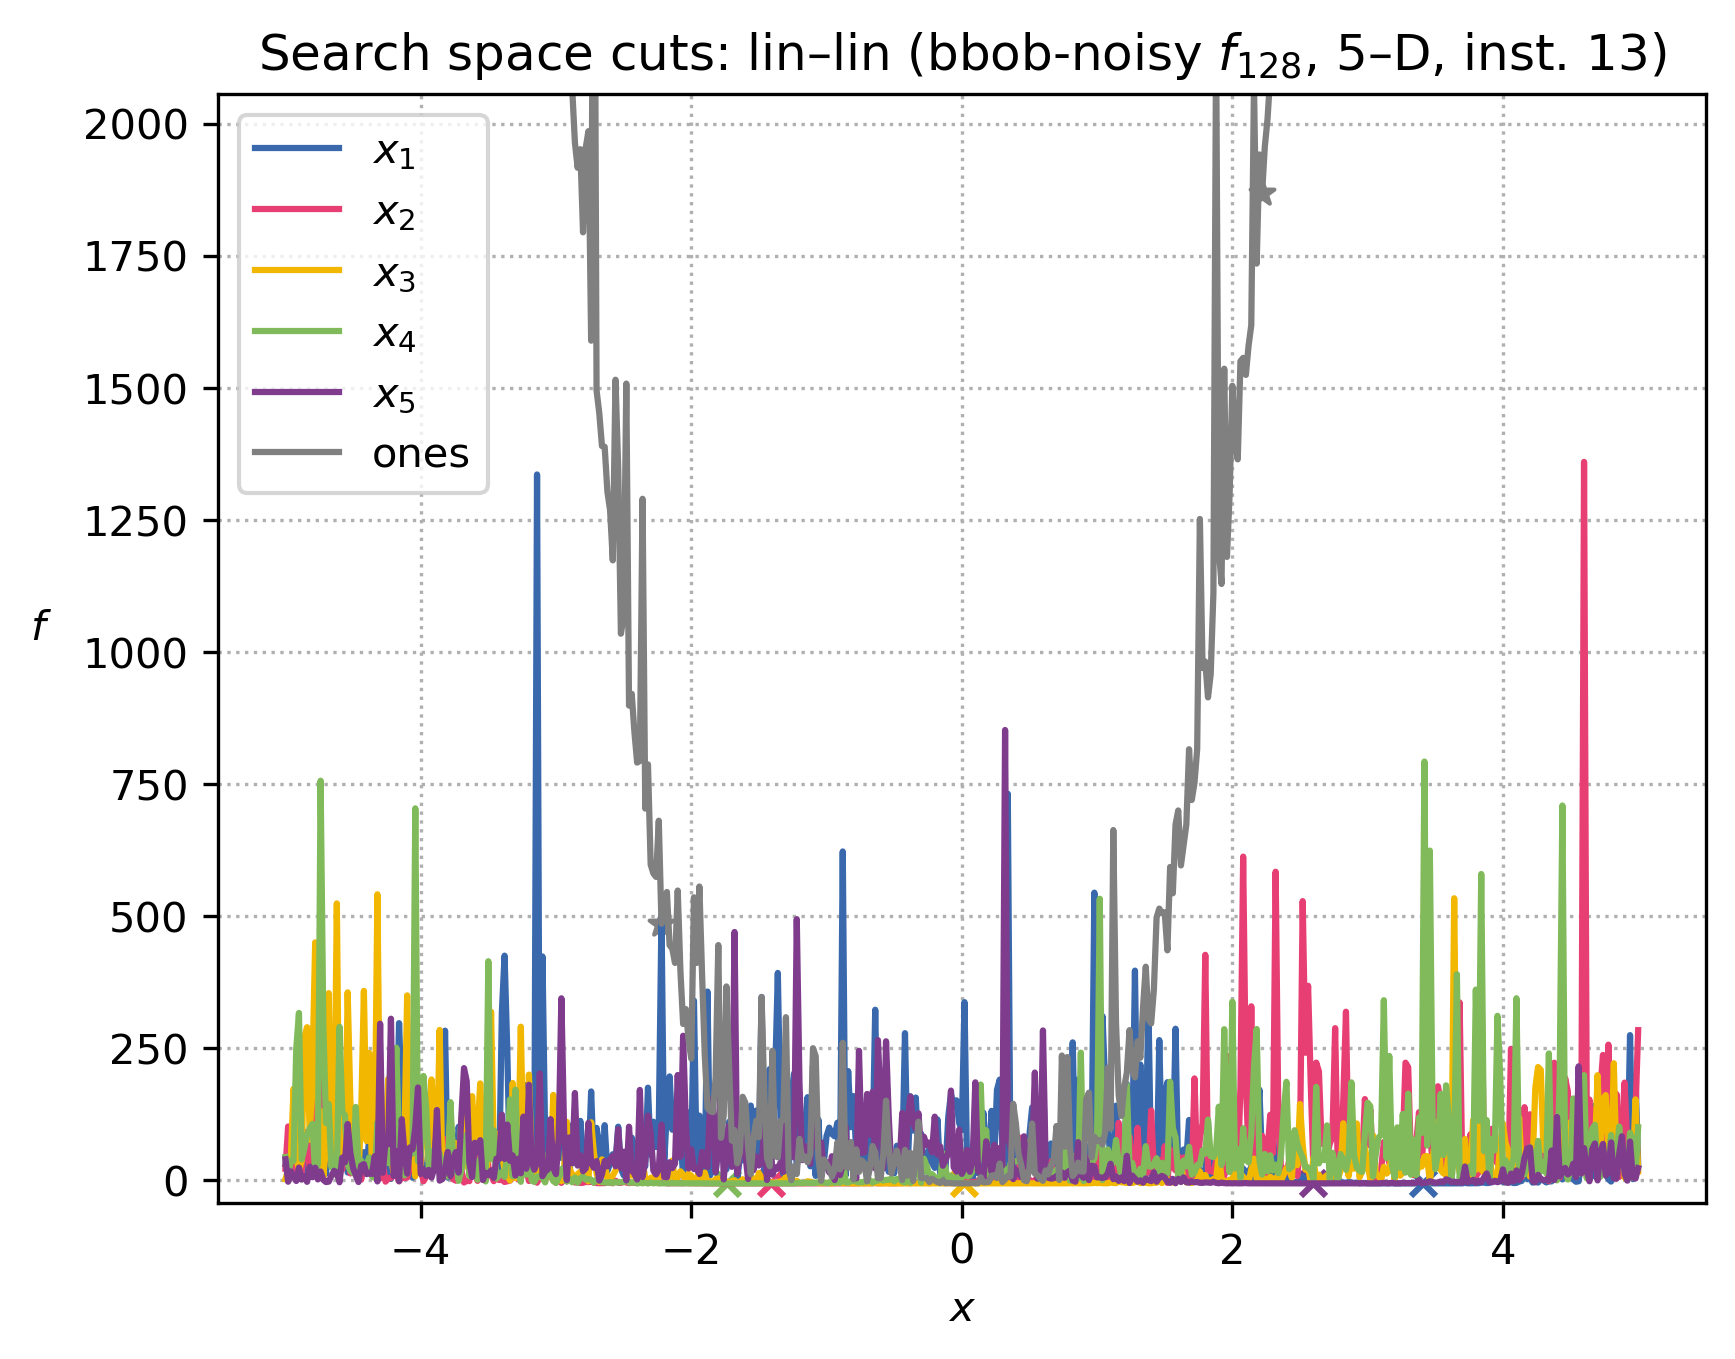 Search space cuts: lin–lin (bbob-noisy f₁₂₈, 5–D, inst. 13)
2000
1750
1500
1250
1000
750
500
250
0
f
x₁
x₂
x₃
x₄
x₅
ones
−4 −2 0 2 4
x